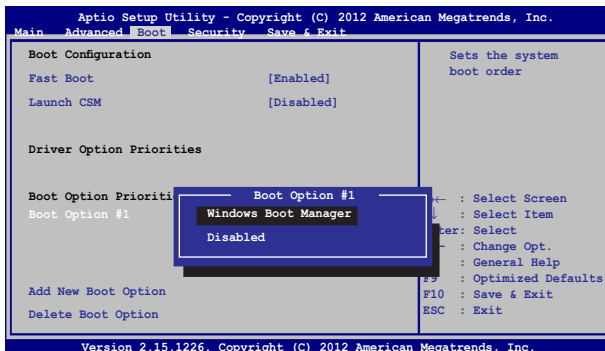 Aptio Setup Utility - Copyright (C) 2012 American Megatrends, Inc.
Main Advanced Boot Security Save & Exit
Boot Configuration
Fast Boot [Enabled]
Launch CSM [Disabled]
Driver Option Priorities
Boot Option Prioriti
Boot Option #1
Add New Boot Option
Delete Boot Option
Boot Option #1
Windows Boot Manager
Disabled
Sets the system
boot order
: Select Screen
: Select Item
ter: Select
: Change Opt.
: General Help
F9 : Optimized Defaults
F10 : Save & Exit
ESC : Exit
Version 2.15.1226. Copyright (C) 2012 American Megatrends, Inc.